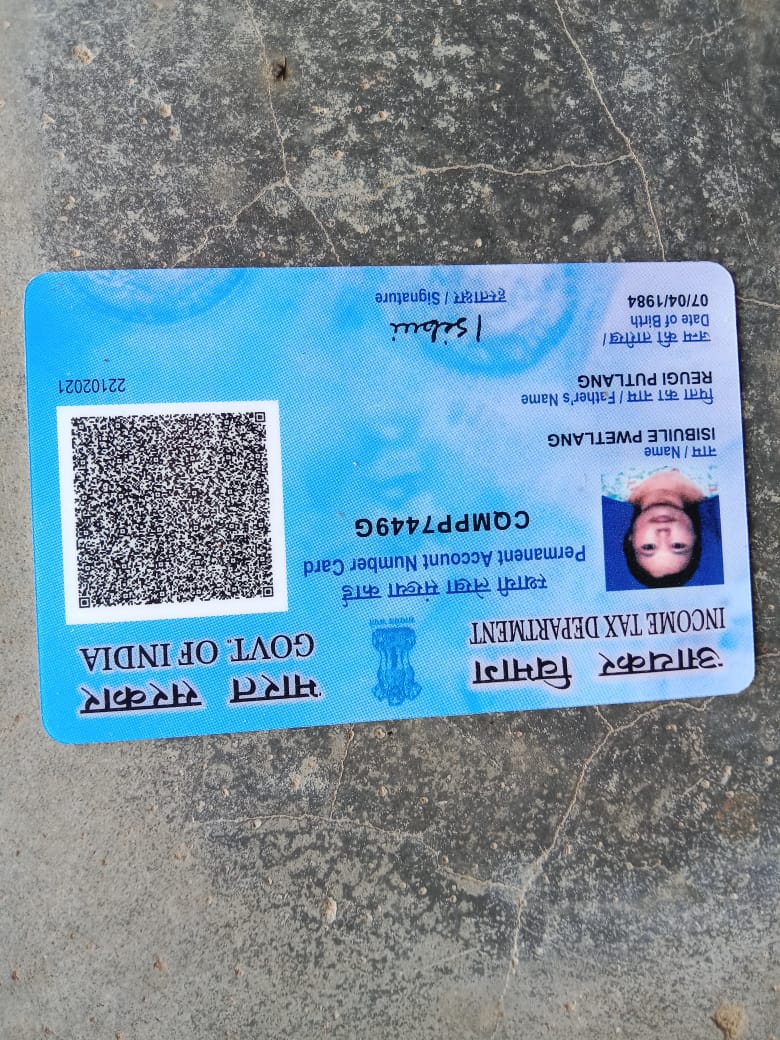 आयकर विभाग
INCOME TAX DEPARTMENT
भारत सरकार
GOVT. OF INDIA
स्थायी लेखा संख्या कार्ड
Permanent Account Number Card
CQMPP7449G
नाम / Name
ISIBUILE PWETLANG
पिता का नाम / Father's Name
REUGI PUTLANG
जन्म की तारीख /
Date of Birth
07/04/1984
Isibui
हस्ताक्षर / Signature
22102021